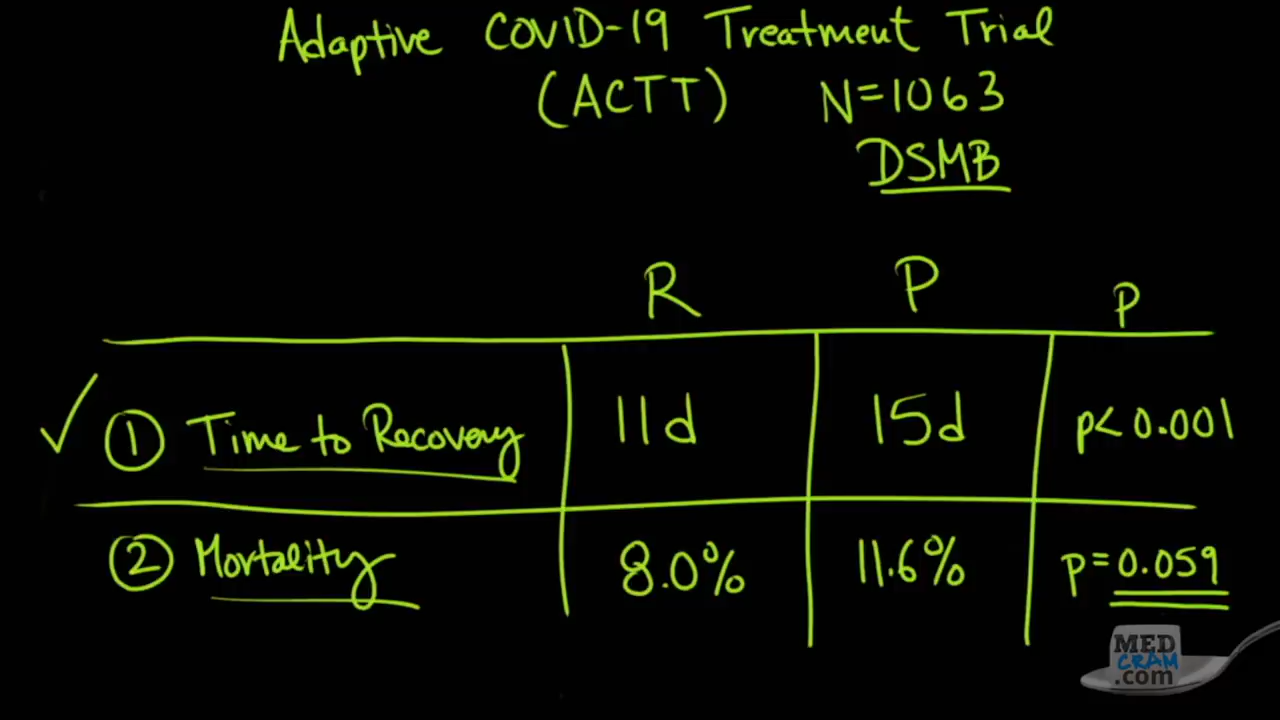 Adaptive COVID-19 Treatment Trial
(ACTT) N=1063
DSMB
R P P
1 Time to Recovery 11d 15d p<0.001
2 Mortality 8.0% 11.6% p=0.059
MED
CRAM
.com